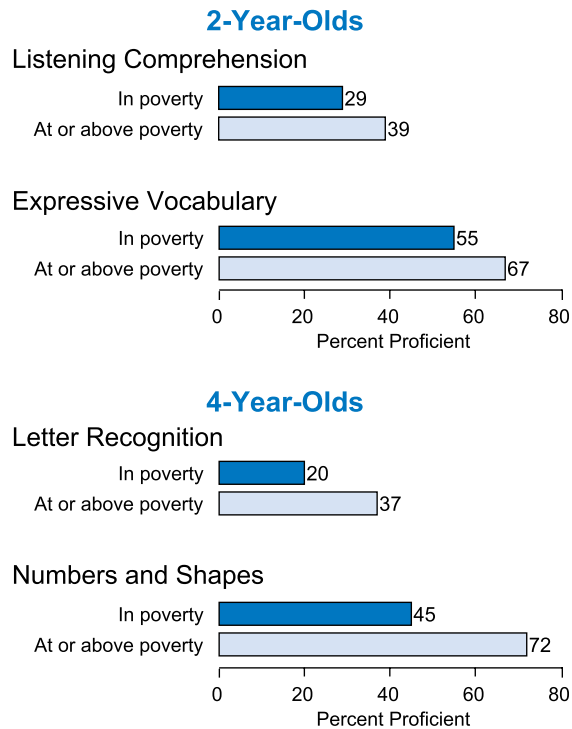 2-Year-Olds
Listening Comprehension
In poverty 29
At or above poverty 39
Expressive Vocabulary
In poverty 55
At or above poverty 67
0 20 40 60 80
Percent Proficient
4-Year-Olds
Letter Recognition
In poverty 20
At or above poverty 37
Numbers and Shapes
In poverty 45
At or above poverty 72
0 20 40 60 80
Percent Proficient